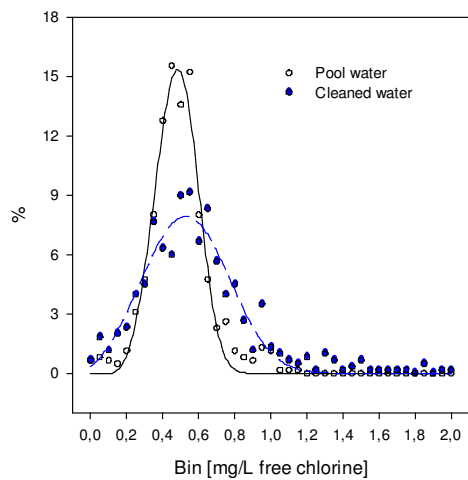 18
15
12
9
6
3
0
%
Pool water
Cleaned water
0,0 0,2 0,4 0,6 0,8 1,0 1,2 1,4 1,6 1,8 2,0
Bin [mg/L free chlorine]